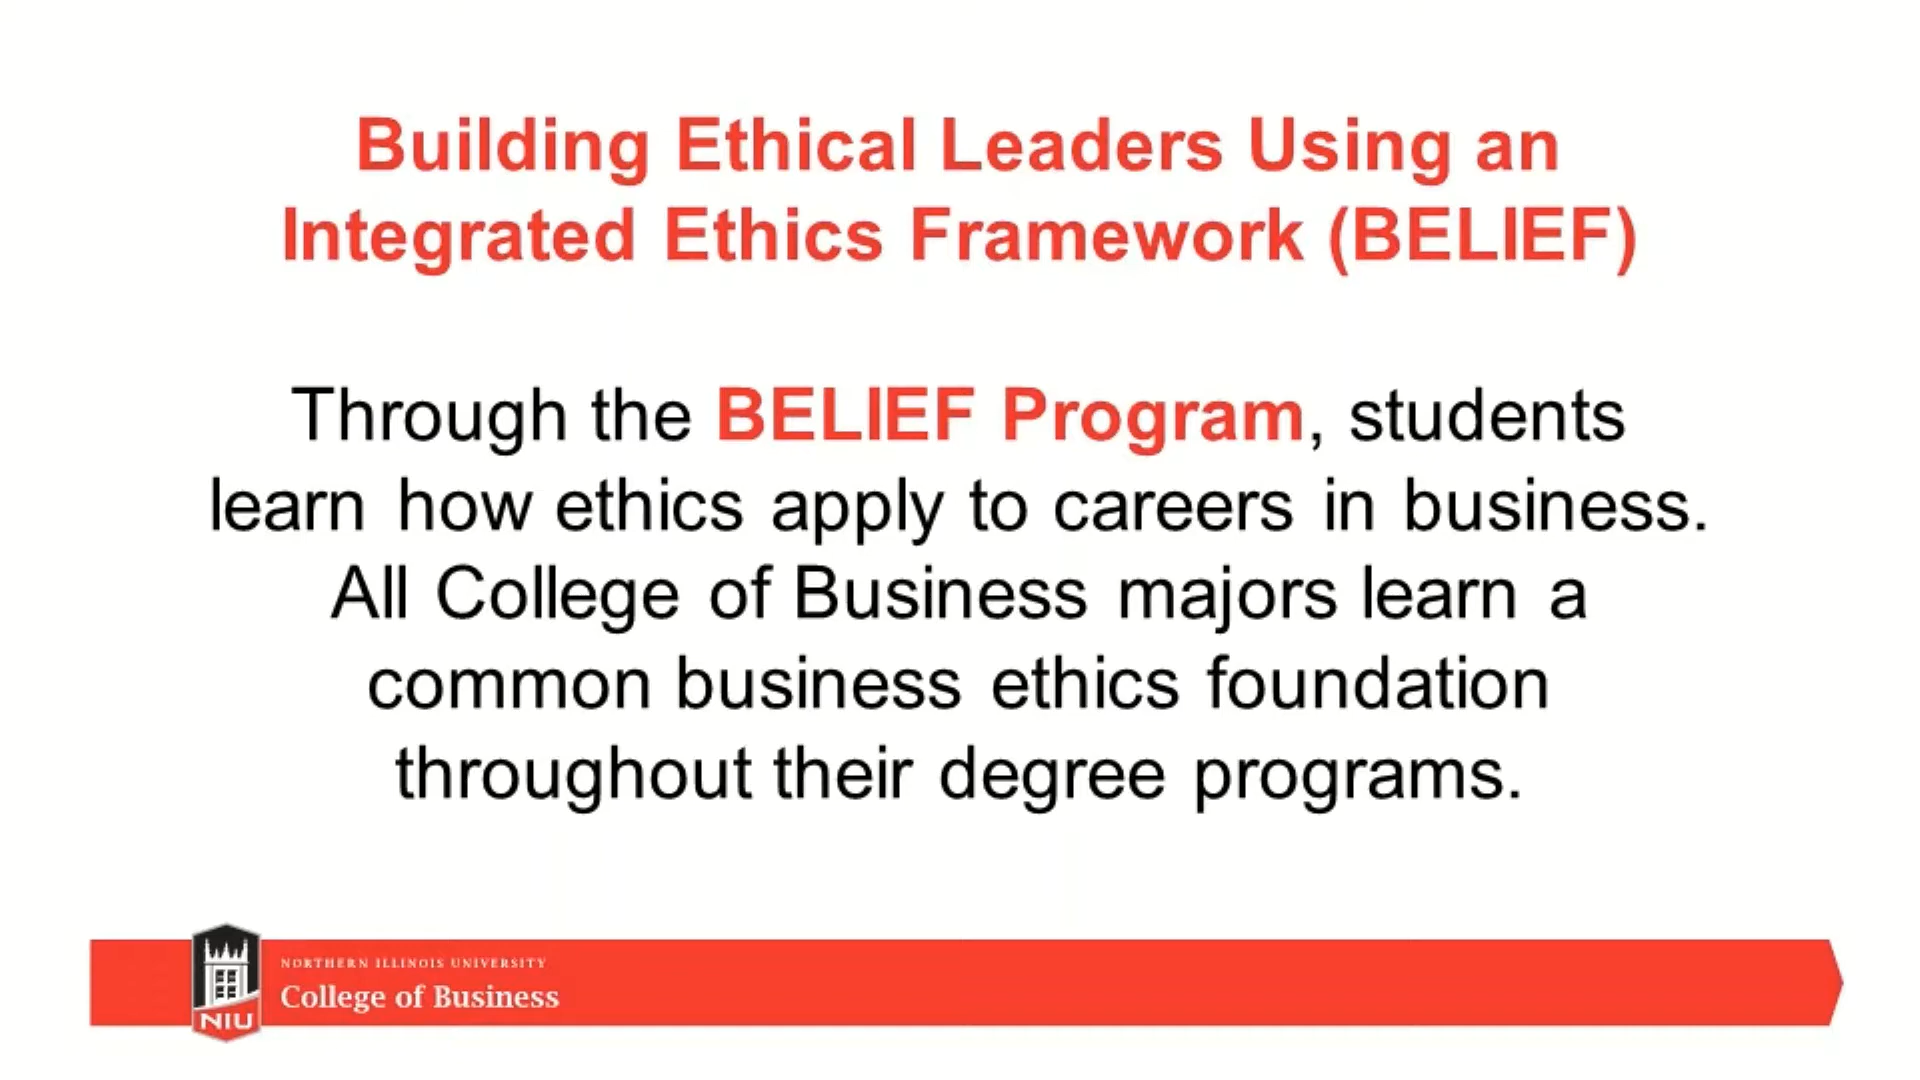 Building Ethical Leaders Using an
Integrated Ethics Framework (BELIEF)
Through the BELIEF Program, students
learn how ethics apply to careers in business.
All College of Business majors learn a
common business ethics foundation
throughout their degree programs.
NORTHERN ILLINOIS UNIVERSITY
College of Business
NIU